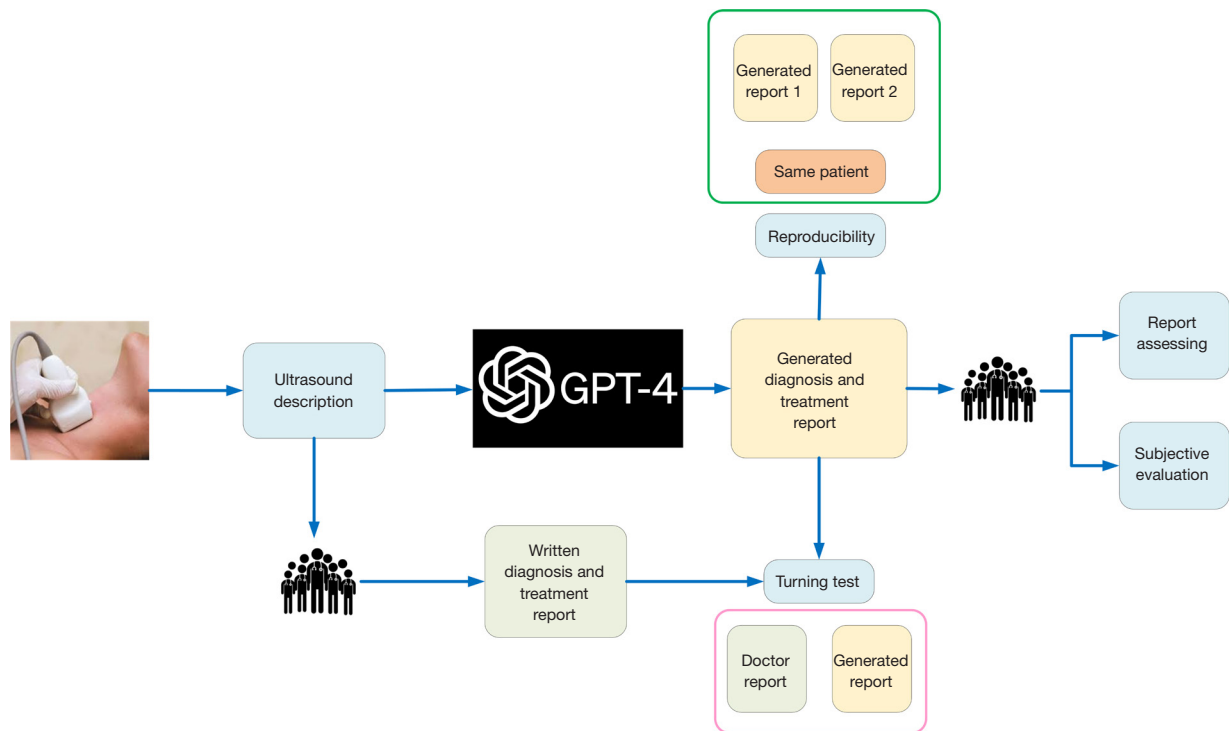 Generated
report 1
Generated
report 2
Same patient
Reproducibility
Ultrasound
description
GPT-4
Generated
diagnosis and
treatment
report
Report
assessing
Subjective
evaluation
Written
diagnosis and
treatment
report
Turning test
Doctor
report
Generated
report